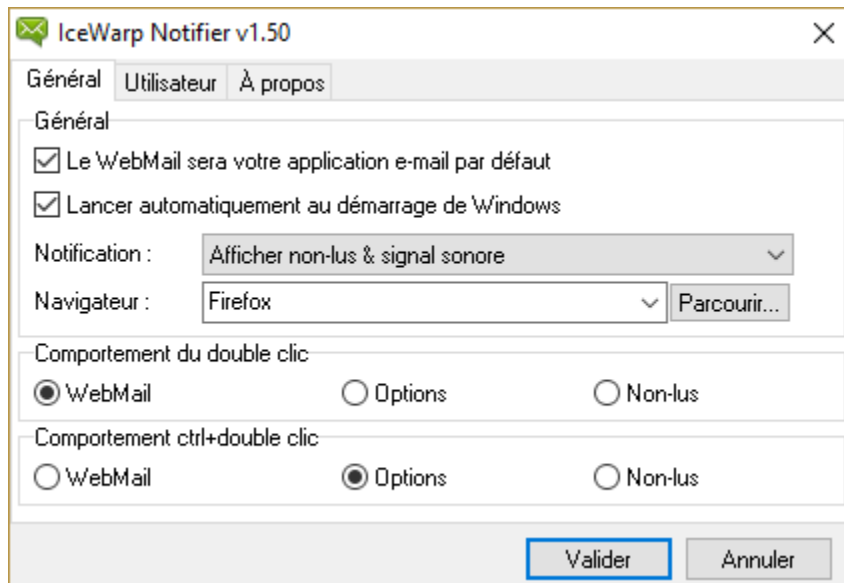 IceWarp Notifier v1.50
Général Utilisateur À propos
Général
Le WebMail sera votre application e-mail par défaut
Lancer automatiquement au démarrage de Windows
Notification : Afficher non-lus & signal sonore
Navigateur : Firefox Parcourir...
Comportement du double clic
WebMail Options Non-lus
Comportement ctrl+double clic
WebMail Options Non-lus
Valider Annuler